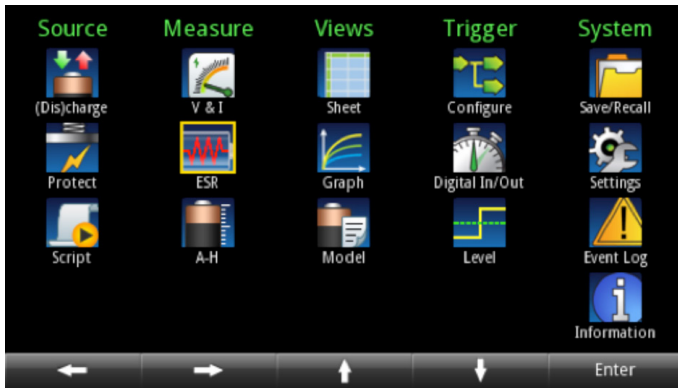 Source Measure Views Trigger System
(Dis)charge V & I Sheet Configure Save/Recall
Protect ESR Graph Digital In/Out Settings
Script A-H Model Level Event Log
Information
Enter